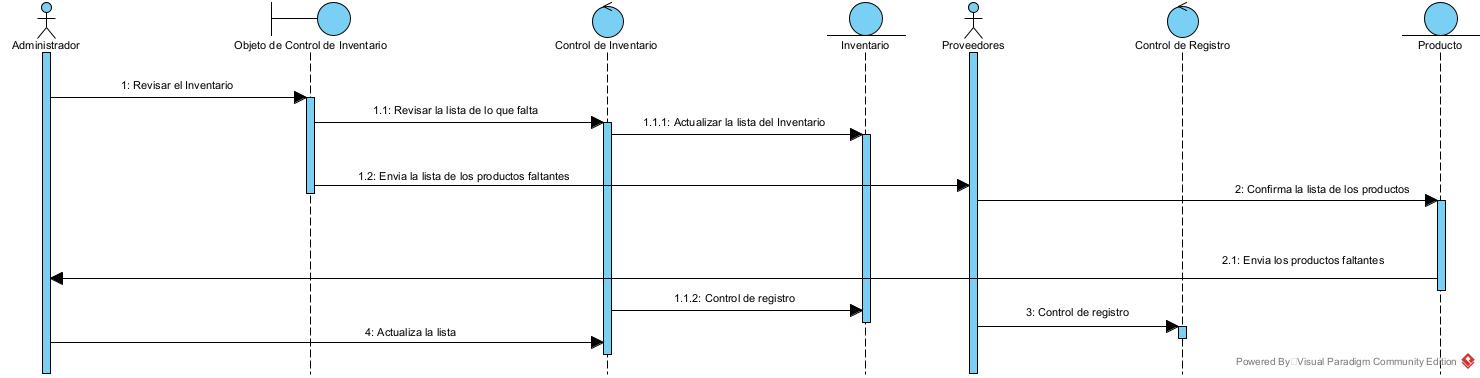 Administrador
Objeto de Control de Inventario
Control de Inventario
Inventario
Proveedores
Control de Registro
Producto
1: Revisar el Inventario
1.1: Revisar la lista de lo que falta
1.1.1: Actualizar la lista del Inventario
1.2: Envia la lista de los productos faltantes
2: Confirma la lista de los productos
2.1: Envia los productos faltantes
1.1.2: Control de registro
3: Control de registro
4: Actualiza la lista
Powered By Visual Paradigm Community Edition